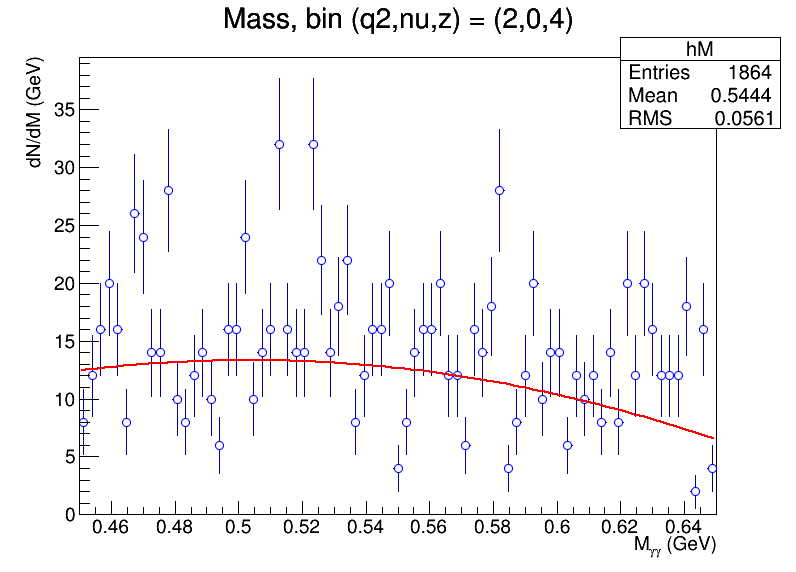 Mass, bin (q2,nu,z) = (2,0,4)
hM
Entries 1864
Mean 0.5444
RMS 0.0561
dN/dM (GeV)
35
30
25
20
15
10
5
0
0.46 0.48 0.5 0.52 0.54 0.56 0.58 0.6 0.62 0.64
Mγγ (GeV)